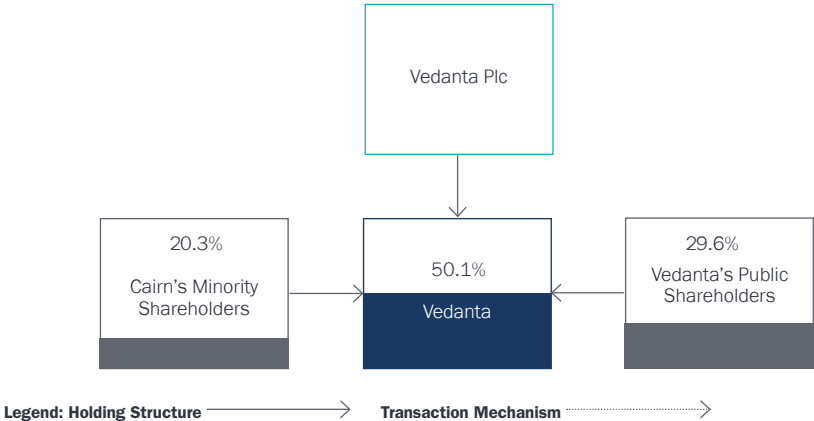 Vedanta Plc
20.3%
Cairn's Minority
Shareholders
50.1%
Vedanta
29.6%
Vedanta's Public
Shareholders
Legend: Holding Structure
Transaction Mechanism